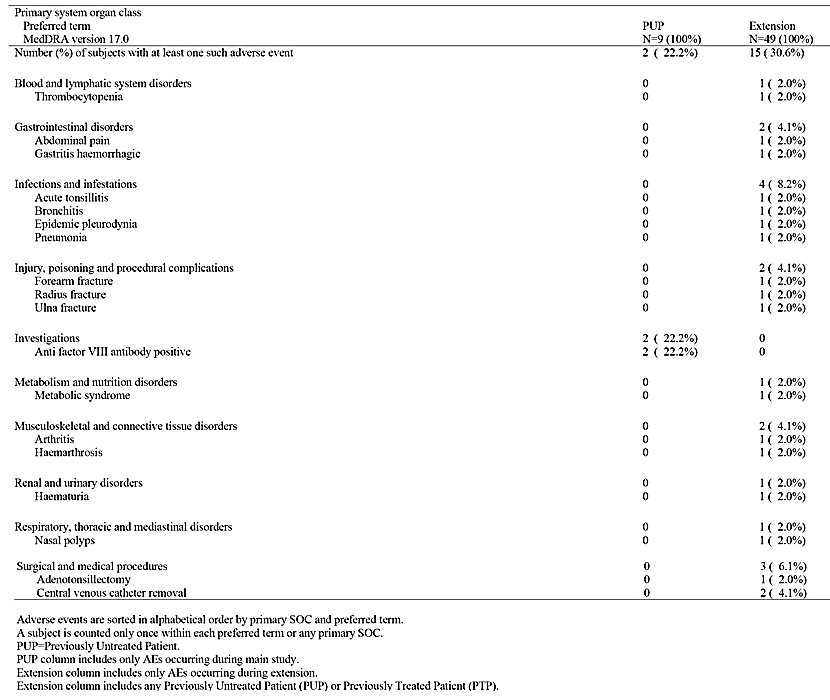 Primary system organ class
Preferred term PUP Extension
MedDRA version 17.0 N=9 (100%) N=49 (100%)
Number (%) of subjects with at least one such adverse event 2 ( 22.2%) 15 ( 30.6%)
Blood and lymphatic system disorders 0 1 ( 2.0%)
Thrombocytopenia 0 1 ( 2.0%)
Gastrointestinal disorders 0 2 ( 4.1%)
Abdominal pain 0 1 ( 2.0%)
Gastritis haemorrhagic 0 1 ( 2.0%)
Infections and infestations 0 4 ( 8.2%)
Acute tonsillitis 0 1 ( 2.0%)
Bronchitis 0 1 ( 2.0%)
Epidemic pleurodynia 0 1 ( 2.0%)
Pneumonia 0 1 ( 2.0%)
Injury, poisoning and procedural complications 0 2 ( 4.1%)
Forearm fracture 0 1 ( 2.0%)
Radius fracture 0 1 ( 2.0%)
Ulna fracture 0 1 ( 2.0%)
Investigations 2 ( 22.2%) 0
Anti factor VIII antibody positive 2 ( 22.2%) 0
Metabolism and nutrition disorders 0 1 ( 2.0%)
Metabolic syndrome 0 1 ( 2.0%)
Musculoskeletal and connective tissue disorders 0 2 ( 4.1%)
Arthritis 0 1 ( 2.0%)
Haemarthrosis 0 1 ( 2.0%)
Renal and urinary disorders 0 1 ( 2.0%)
Haematuria 0 1 ( 2.0%)
Respiratory, thoracic and mediastinal disorders 0 1 ( 2.0%)
Nasal polyps 0 1 ( 2.0%)
Surgical and medical procedures 0 3 ( 6.1%)
Adenotonsillectomy 0 1 ( 2.0%)
Central venous catheter removal 0 2 ( 4.1%)
Adverse events are sorted in alphabetical order by primary SOC and preferred term.
A subject is counted only once within each preferred term or any primary SOC.
PUP=Previously Untreated Patient.
PUP column includes only AEs occurring during main study.
Extension column includes only AEs occurring during extension.
Extension column includes any Previously Untreated Patient (PUP) or Previously Treated Patient (PTP).